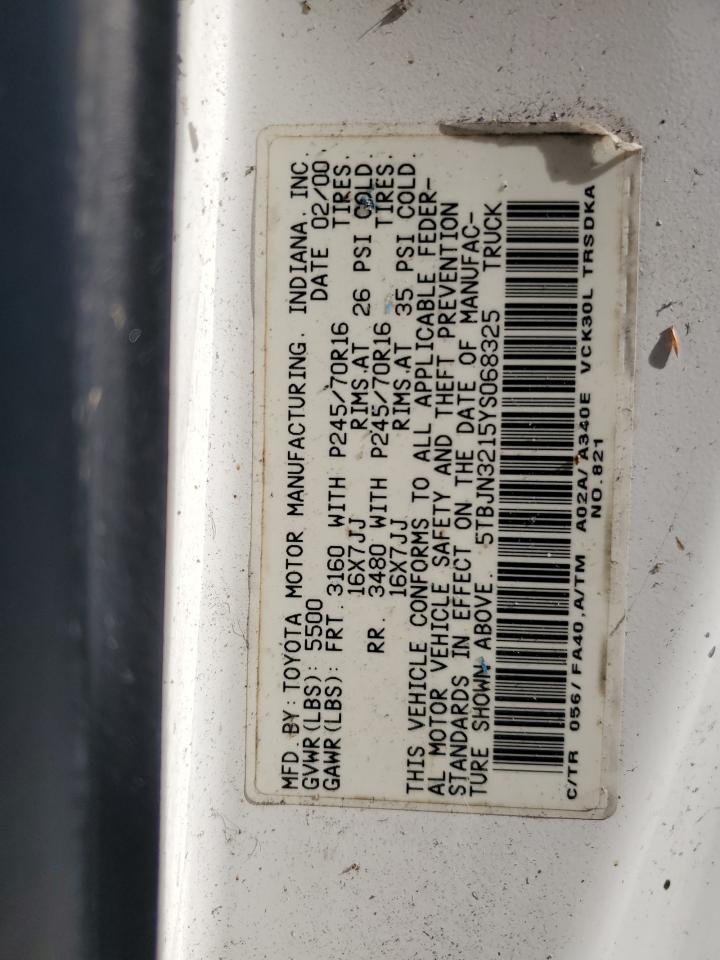 MFD. BY: TOYOTA MOTOR MANUFACTURING. INDIANA, INC.
GVWR(LBS): 5500 DATE 02/00
GAWR(LBS): FRT. 3160 WITH P245/70R16 TIRES.
16X7JJ RIMS.AT 26 PSI COLD.
RR. 3480 WITH P245/70R16 TIRES.
16X7JJ. RIMS.AT 35 PSI COLD.
THIS VEHICLE CONFORMS TO ALL APPLICABLE FEDER-
AL MOTOR VEHICLE SAFETY AND THEFT PREVENTION
STANDARDS IN EFFECT ON THE DATE OF MANUFAC-
TURE SHOWN ABOVE. 5TBJN3215YS068325 TRUCK
C/TR 056/FA40,A/TM A02A/A340E VCK30L TRSDKA
NO.821